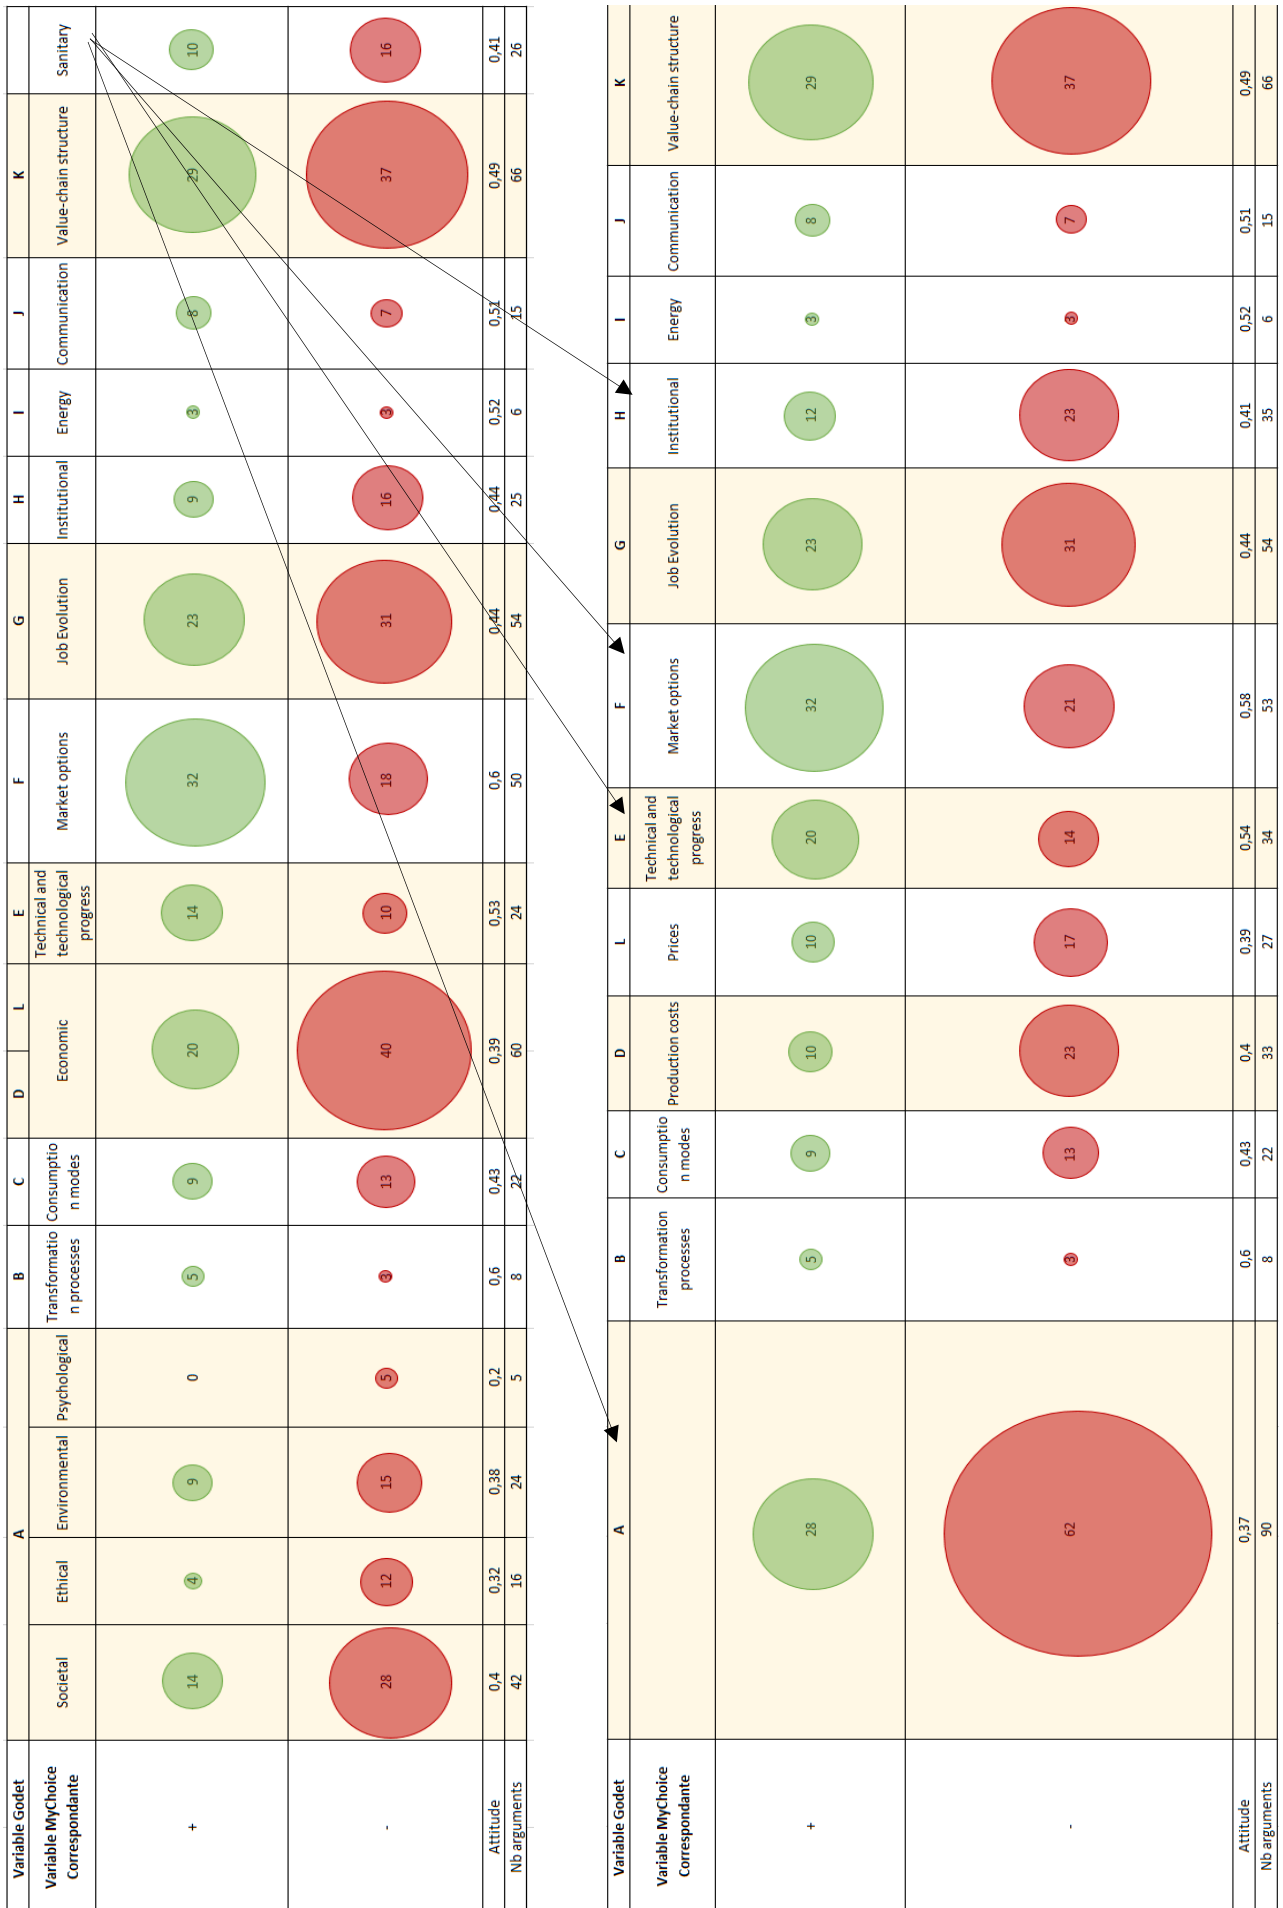 Variable Godet A B C D L E F G H I J K
Variable MyChoice Correspondante
Societal Ethical Environmental Psychological
Transformatio
n processes
Consumptio
n modes
Economic
Technical and
technological
progress
Market options Job Evolution Institutional Energy Communication Value-chain structure Sanitary
+ 14 4 9 0 5 9 20 14 32 23 9 3 8 29 10
- 28 12 15 5 3 13 40 10 18 31 16 3 7 37 16
Attitude 0,4 0,32 0,38 0,2 0,6 0,43 0,39 0,53 0,6 0,44 0,44 0,52 0,51 0,49 0,41
Nb arguments 42 16 24 5 8 22 60 24 50 54 25 6 15 66 26
Variable Godet A B C D L E F G H I J K
Variable MyChoice
Correspondante
Transformation
processes
Consumptio
n modes
Production costs Prices
Technical and
technological
progress
Market options Job Evolution Institutional Energy Communication Value-chain structure
+ 28 5 9 10 10 20 32 23 12 3 8 29
- 62 3 13 23 17 14 21 31 23 3 7 37
Attitude 0,37 0,6 0,43 0,4 0,39 0,54 0,58 0,44 0,41 0,52 0,51 0,49
Nb arguments 90 8 22 33 27 34 53 54 35 6 15 66